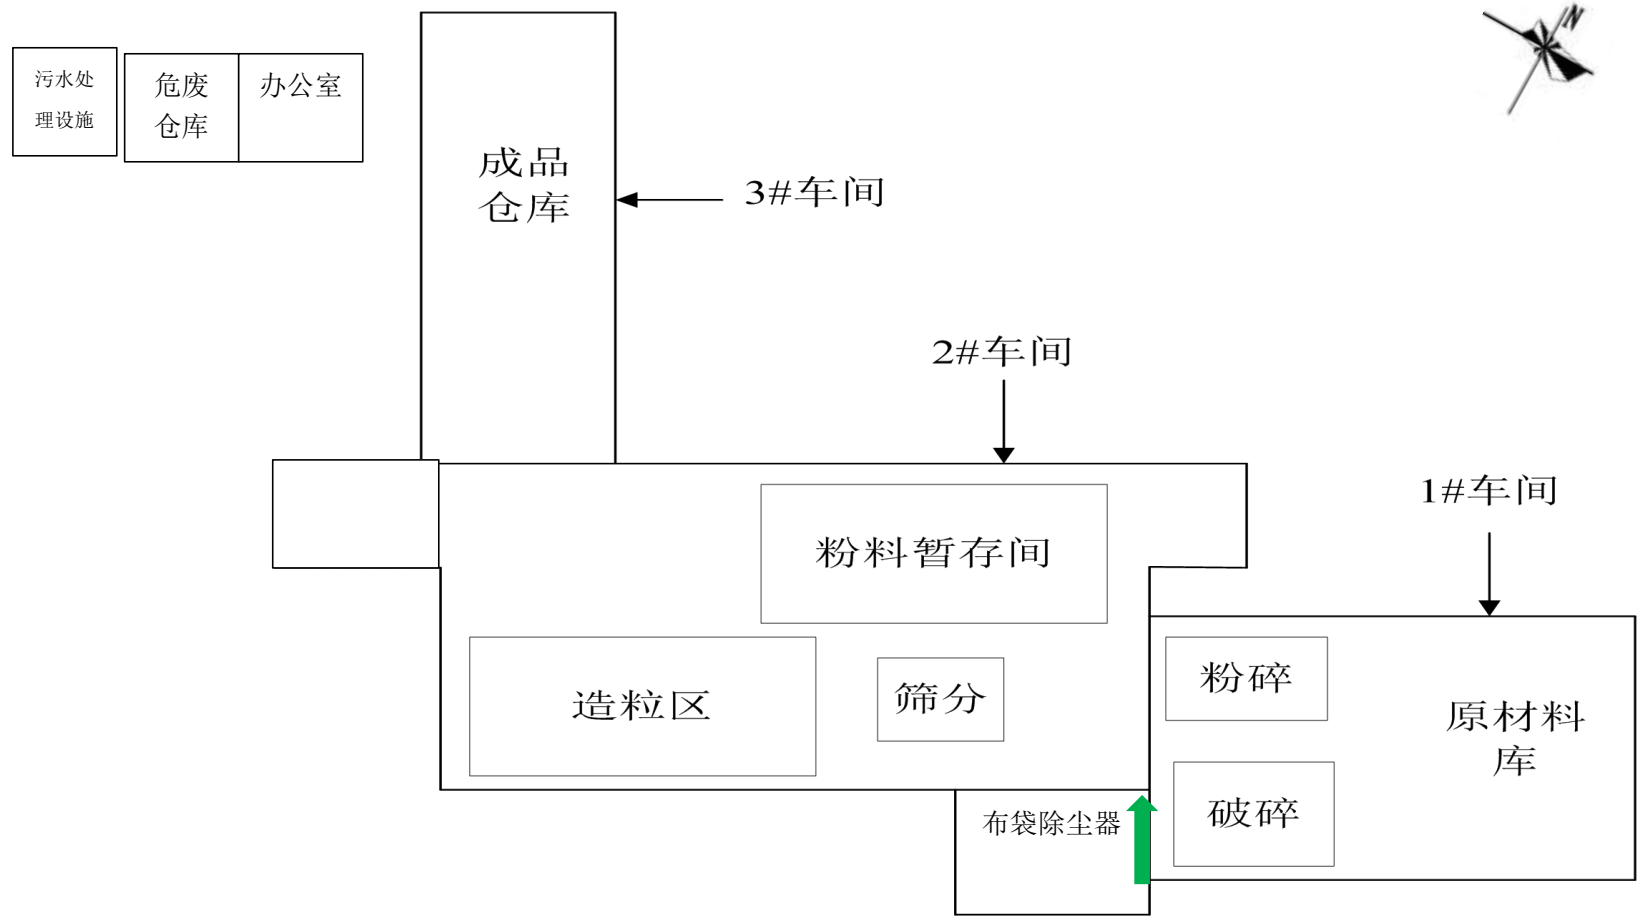 N
污水处
理设施
危废
仓库
办公室
成品
仓库
3#车间
2#车间
1#车间
粉料暂存间
造粒区
筛分
粉碎
原材料
库
破碎
布袋除尘器